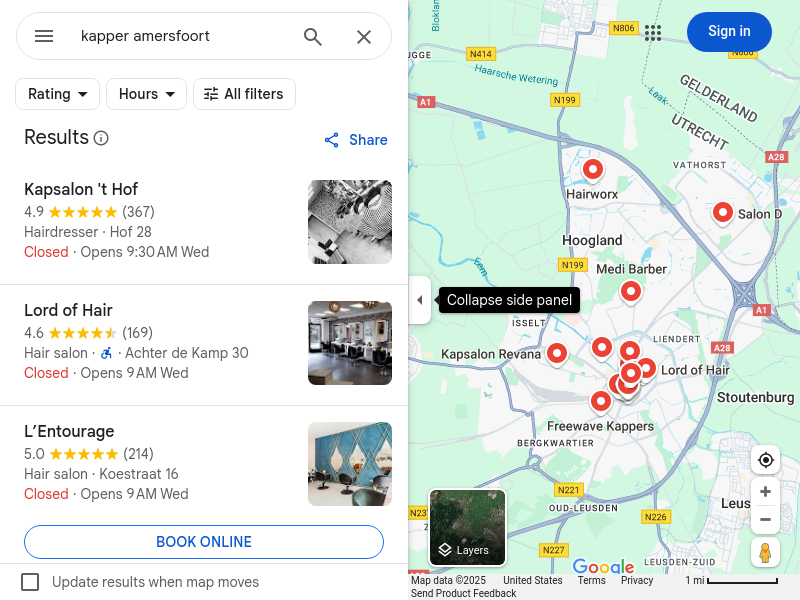 kapper amersfoort
Rating
Hours
All filters
Results
Share
Kapsalon 't Hof
4.9 (367)
Hairdresser · Hof 28
Closed · Opens 9:30 AM Wed
Lord of Hair
4.6 (169)
Hair salon · · Achter de Kamp 30
Closed · Opens 9 AM Wed
L'Entourage
5.0 (214)
Hair salon · Koestraat 16
Closed · Opens 9 AM Wed
BOOK ONLINE
Update results when map moves
Sign in
N806
N806
N414
Haarsche Wetering
A1
N199
Laak
GELDERLAND
UTRECHT
A28
VATHORST
Hairworx
Salon D
Hoogland
N199
Medi Barber
Eem
Collapse side panel
A1
ISSELT
LIENDERT
A28
Kapsalon Revana
Lord of Hair
Stoutenburg
Freewave Kappers
BERGKWARTIER
N221
OUD-LEUSDEN
N226
Leus
N227
LEUSDEN-ZUID
Layers
Google
Map data ©2025 United States Terms Privacy 1 mi
Send Product Feedback